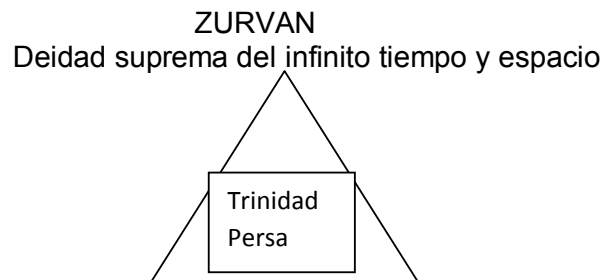 ZURVAN
Deidad suprema del infinito tiempo y espacio
Trinidad
Persa